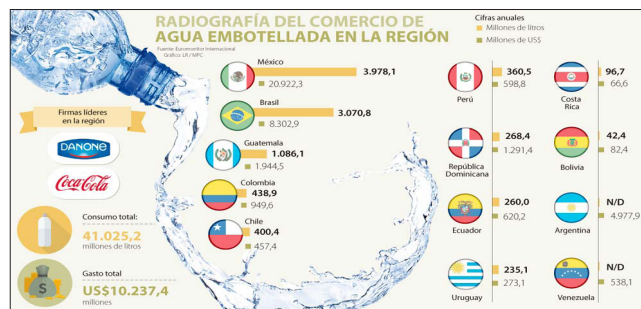 RADIOGRAFÍA DEL COMERCIO DE
AGUA EMBOTELLADA EN LA REGIÓN
Fuente: Euromonitor Internacional
Gráfico: LR / MFC
Cifras anuales
Millones de litros
Millones de US$
Firmas líderes
en la región
DANONE
Coca-Cola
Consumo total:
41.025,2
millones de litros
Gasto total
US$10.237,4
millones
México
3.978,1
20.922,3
Brasil
3.070,8
8.302,9
Guatemala
1.086,1
1.944,5
Colombia
438,9
949,6
Chile
400,4
457,4
Perú
360,5
598,8
Costa
Rica
96,7
66,6
República
Dominicana
268,4
1.291,4
Bolivia
42,4
82,4
Ecuador
260,0
620,2
Argentina
N/D
4.977,9
Uruguay
235,1
273,1
Venezuela
N/D
538,1